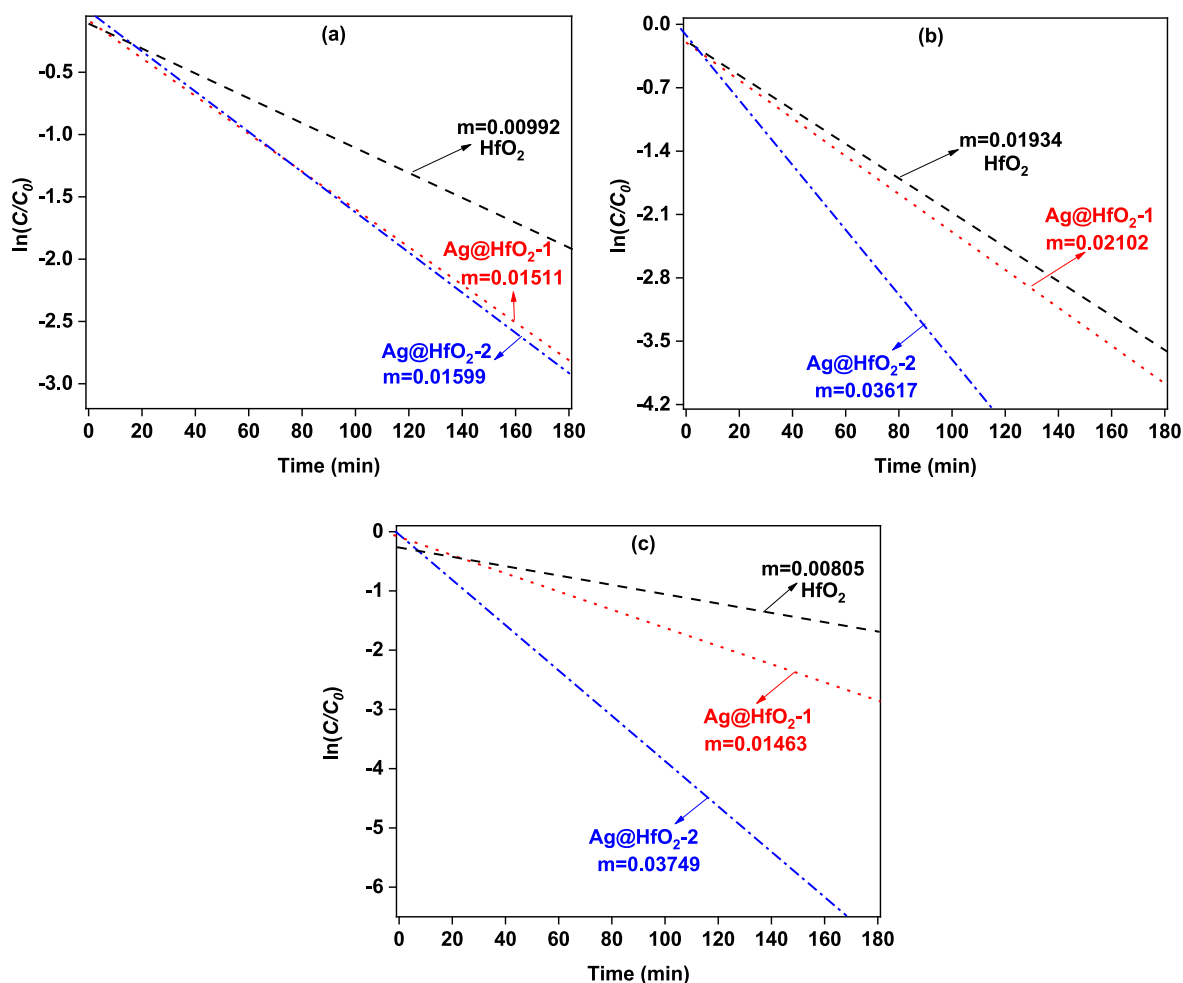 (a)
ln(C/C₀)
-0.5
-1.0
-1.5
-2.0
-2.5
-3.0
m=0.00992
HfO₂
Ag@HfO₂-1
m=0.01511
Ag@HfO₂-2
m=0.01599
0 20 40 60 80 100 120 140 160 180
Time (min)
(b)
ln(C/C₀)
0.0
-0.7
-1.4
-2.1
-2.8
-3.5
-4.2
m=0.01934
HfO₂
Ag@HfO₂-1
m=0.02102
Ag@HfO₂-2
m=0.03617
0 20 40 60 80 100 120 140 160 180
Time (min)
(c)
ln(C/C₀)
0
-1
-2
-3
-4
-5
-6
m=0.00805
HfO₂
Ag@HfO₂-1
m=0.01463
Ag@HfO₂-2
m=0.03749
0 20 40 60 80 100 120 140 160 180
Time (min)